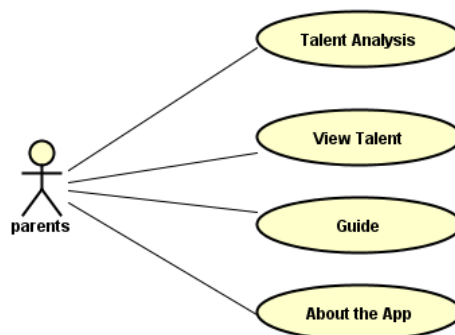 Talent Analysis
View Talent
parents
Guide
About the App